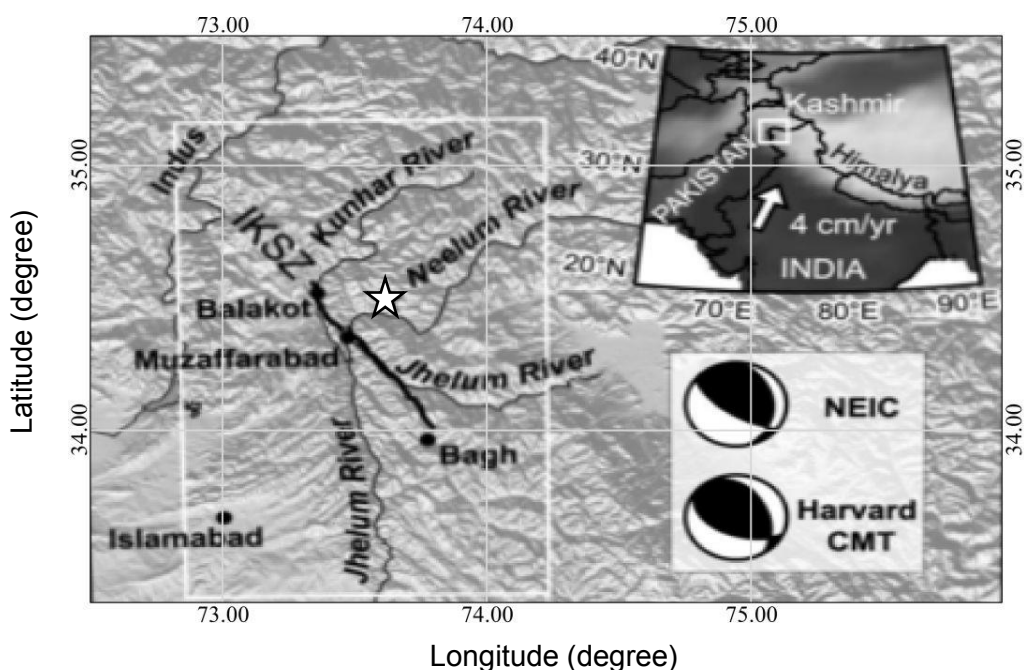 73.00
74.00
75.00
40°N
Kashmir
30°N
Himalya
PAKISTAN
4 cm/yr
20°N
INDIA
70°E
80°E
90°E
35.00
35.00
Indus
Kunhar River
IKSZ
Neelum River
Balakot
Muzaffarabad
Jhelum River
NEIC
34.00
34.00
Bagh
Jhelum River
Harvard
CMT
Islamabad
73.00
74.00
75.00
Latitude (degree)
Longitude (degree)